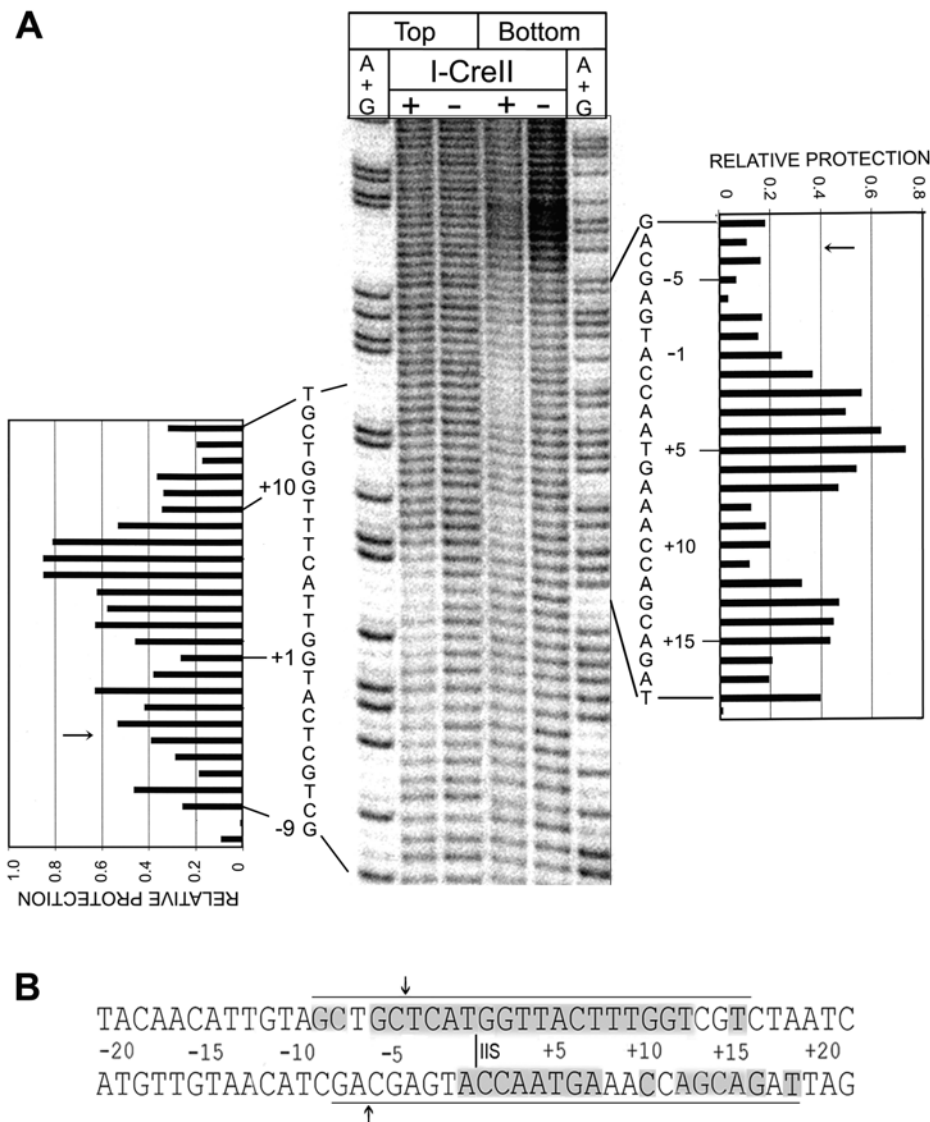 A
Top Bottom
I-CreII
A + G
+ - + -
A + G
RELATIVE PROTECTION
0 0.2 0.4 0.6 0.8
G
A
C
G -5
A
G
T
A -1
C
C
A
A
T +5
G
A
A
A
C +10
C
A
G
C
A +15
G
A
T
T
G
C
T
G
+10 G
T
T
T
C
A
T
T
G
+1 G
T
A
C
T
C
G
T
C
-9 G
1.0 0.8 0.6 0.4 0.2 0
RELATIVE PROTECTION
B
TACAACATTGTAGCTGCTCATGGTTACTTTGGTCGTCTAATC
-20 -15 -10 -5 IIS +5 +10 +15 +20
ATGTTGTAACATCGACGAGTACCAATGAAACCAGCAGATTAG